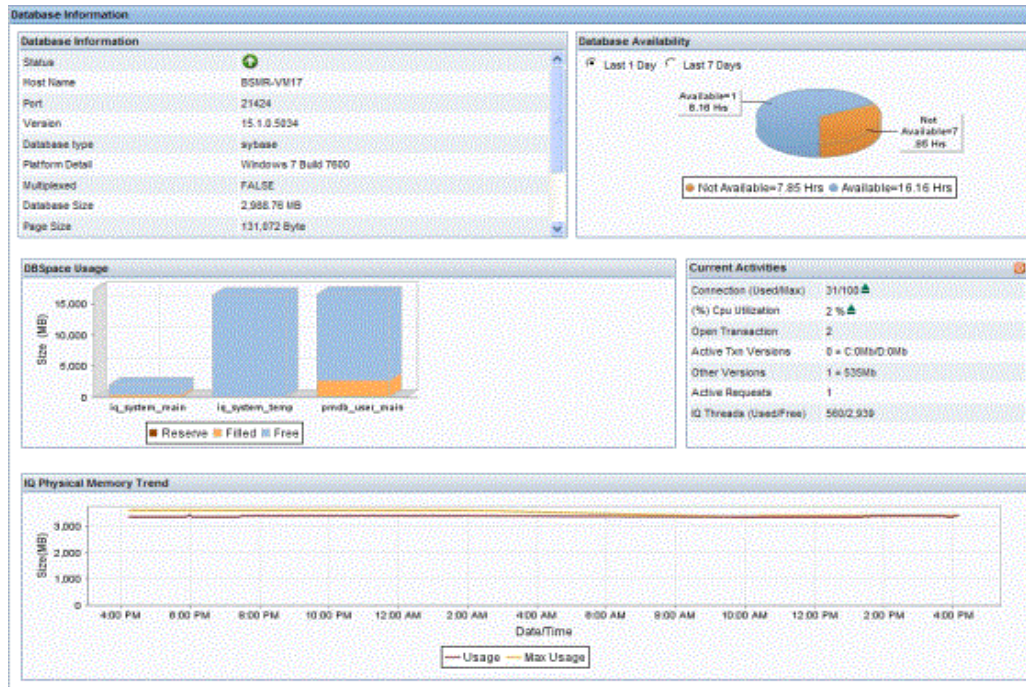 Database Information
Database Information
Status
Host Name BSMR-VM17
Port 21424
Version 15.1.0.5034
Database type sybase
Platform Detail Windows 7 Build 7600
Multiplexed FALSE
Database Size 2,988.76 MB
Page Size 131,072 Byte
Database Availability
Last 1 Day Last 7 Days
Available=1
6.16 Hrs
Not
Available=7
.85 Hrs
Not Available=7.85 Hrs Available=16.16 Hrs
DBSpace Usage
Size (MB)
15,000
10,000
5,000
0
iq_system_main iq_system_temp pmdb_user_main
Reserve Filled Free
Current Activities
Connection (Used/Max) 31/100
(%) Cpu Utilization 2 %
Open Transaction 2
Active Txn Versions 0 = C:0Mb/D:0Mb
Other Versions 1 = 535Mb
Active Requests 1
IQ Threads (Used/Free) 560/2,939
IQ Physical Memory Trend
Size(MB)
3,000
2,000
1,000
0
4:00 PM 6:00 PM 8:00 PM 10:00 PM 12:00 AM 2:00 AM 4:00 AM 6:00 AM 8:00 AM 10:00 AM 12:00 PM 2:00 PM 4:00 PM
Date/Time
Usage Max Usage